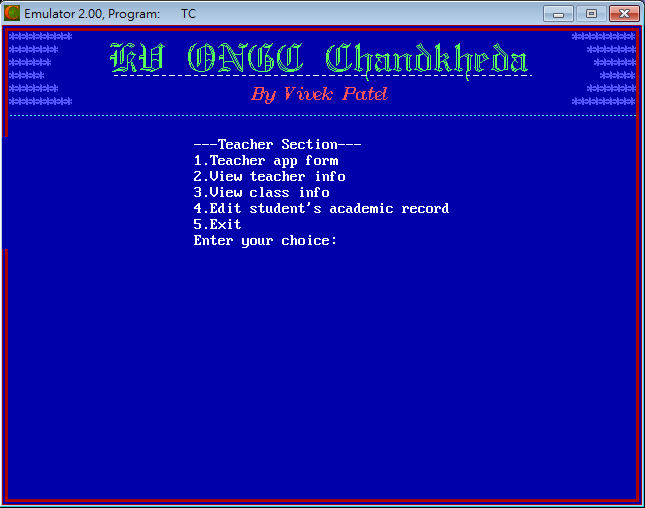 Emulator 2.00, Program: TC
KV ONGC Chandkheda
By Vivek Patel
---Teacher Section---
1.Teacher app form
2.View teacher info
3.View class info
4.Edit student's academic record
5.Exit
Enter your choice: